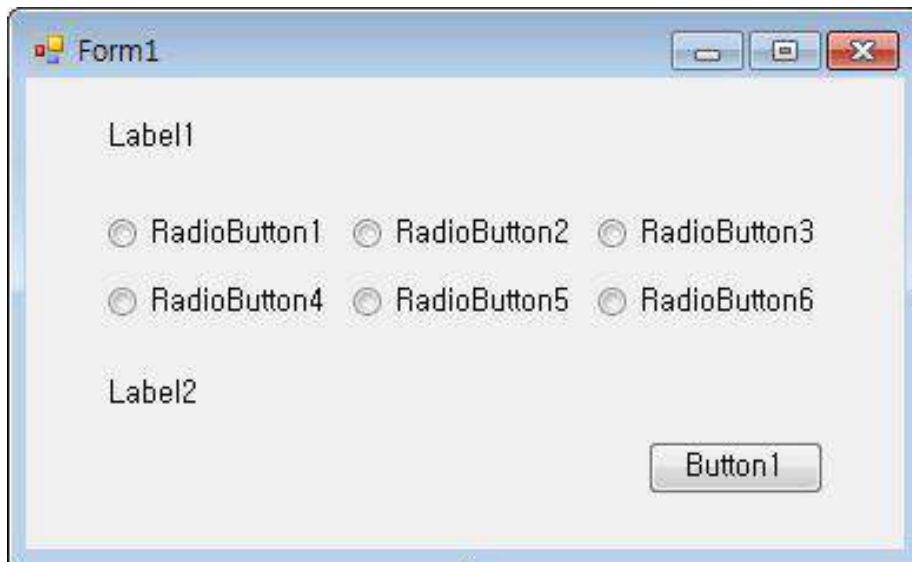 Form1
Label1
RadioButton1 RadioButton2 RadioButton3
RadioButton4 RadioButton5 RadioButton6
Label2
Button1